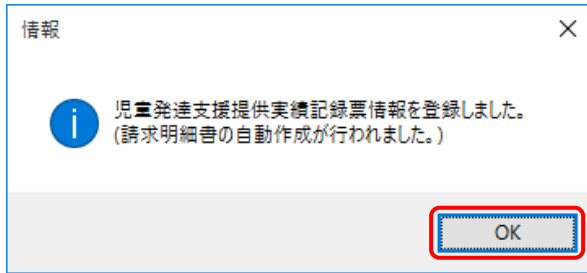 情報
児童発達支援提供実績記録票情報を登録しました。
(請求明細書の自動作成が行われました。)
OK